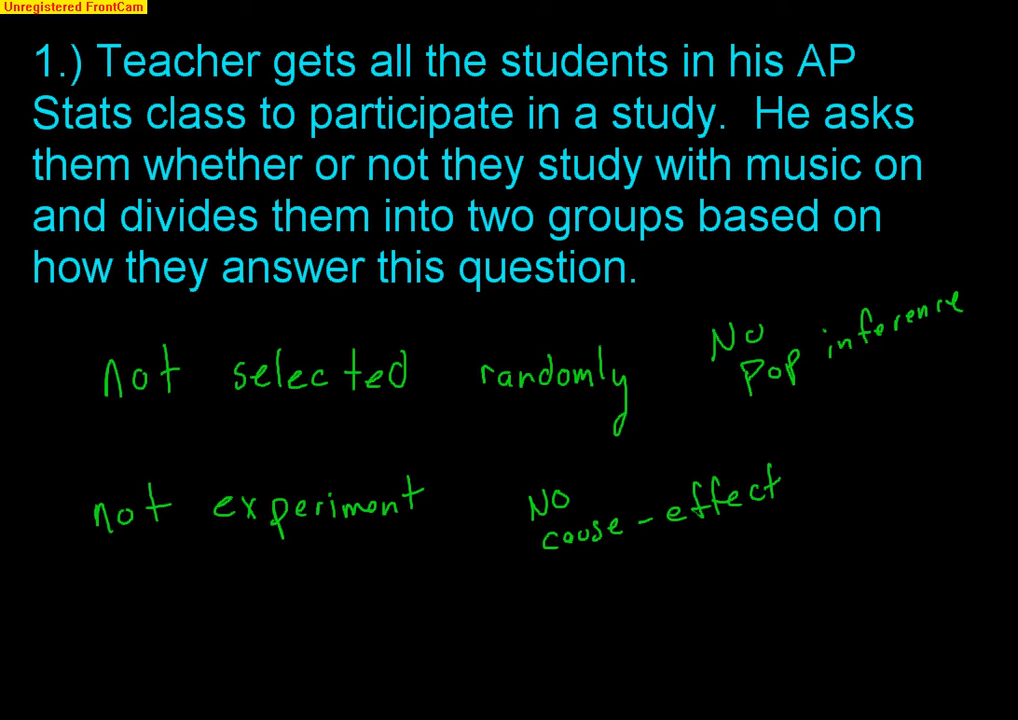 Unregistered FrontCam
1.) Teacher gets all the students in his AP
Stats class to participate in a study.  He asks
them whether or not they study with music on
and divides them into two groups based on
how they answer this question.
not selected randomly
No
pop inference
not experiment
NO
cause - effect